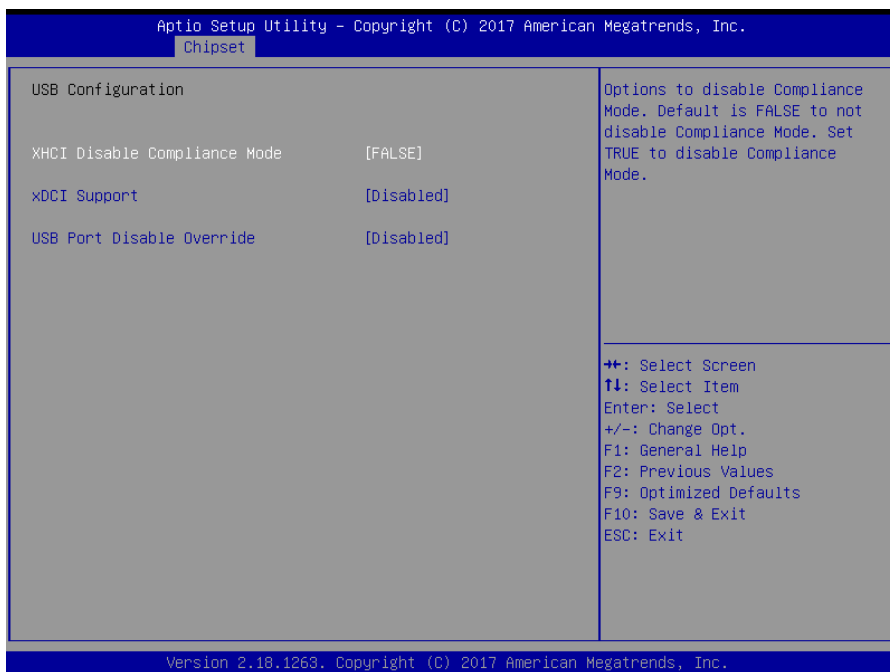 Aptio Setup Utility – Copyright (C) 2017 American Megatrends, Inc.
Chipset
USB Configuration
XHCI Disable Compliance Mode [FALSE]
xDCI Support [Disabled]
USB Port Disable Override [Disabled]
Options to disable Compliance
Mode. Default is FALSE to not
disable Compliance Mode. Set
TRUE to disable Compliance
Mode.
→←: Select Screen
↑↓: Select Item
Enter: Select
+/-: Change Opt.
F1: General Help
F2: Previous Values
F9: Optimized Defaults
F10: Save & Exit
ESC: Exit
Version 2.18.1263. Copyright (C) 2017 American Megatrends, Inc.